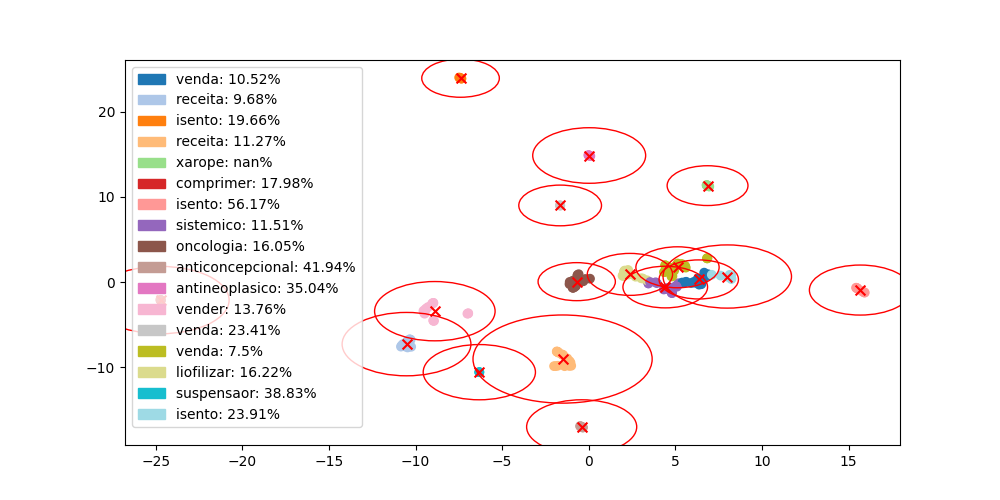 venda: 10.52%
receita: 9.68%
isento: 19.66%
receita: 11.27%
xarope: nan%
comprimer: 17.98%
isento: 56.17%
sistemico: 11.51%
oncologia: 16.05%
anticoncepcional: 41.94%
antineoplasico: 35.04%
vender: 13.76%
venda: 23.41%
venda: 7.5%
liofilizar: 16.22%
suspensaor: 38.83%
isento: 23.91%
20
10
0
−10
−25 −20 −15 −10 −5 0 5 10 15